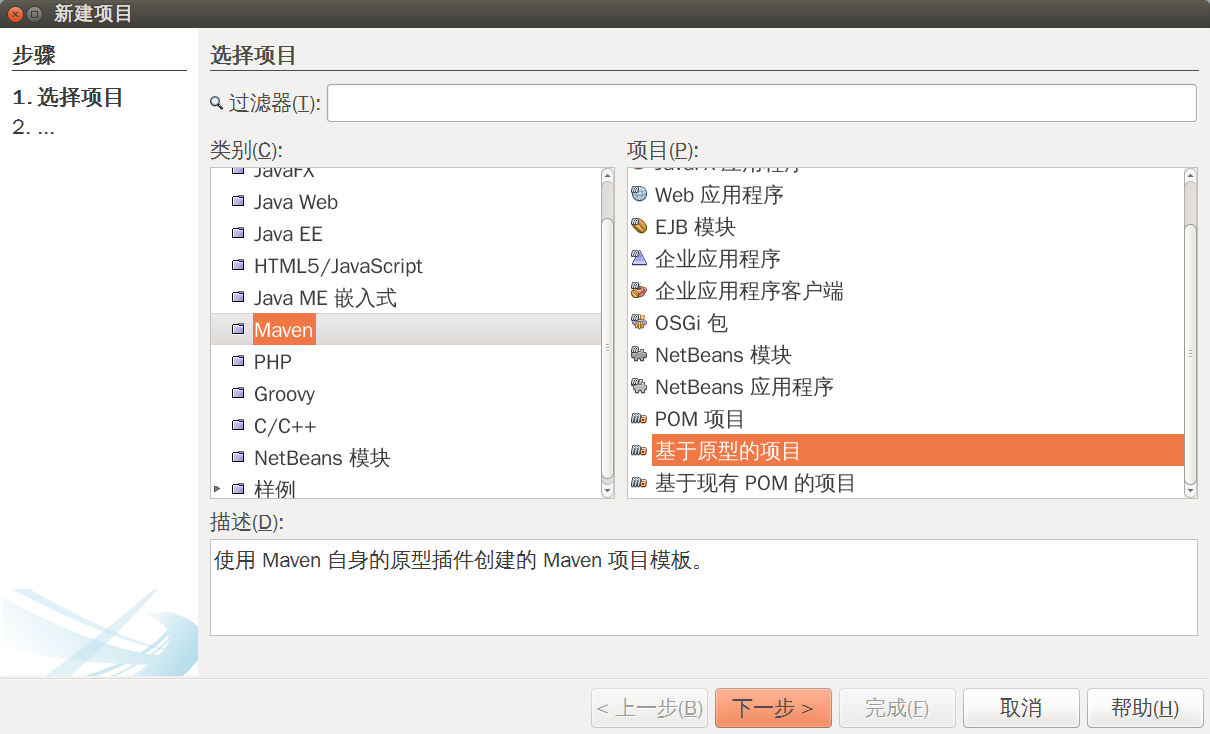 新建项目
步骤
1. 选择项目
2. ...
选择项目
过滤器(T):
类别(C):
JavaFX
Java Web
Java EE
HTML5/JavaScript
Java ME 嵌入式
Maven
PHP
Groovy
C/C++
NetBeans 模块
样例
项目(P):
JavaFX 应用程序
Web 应用程序
EJB 模块
企业应用程序
企业应用程序客户端
OSGi 包
NetBeans 模块
NetBeans 应用程序
POM 项目
基于原型的项目
基于现有 POM 的项目
描述(D):
使用 Maven 自身的原型插件创建的 Maven 项目模板。
< 上一步(B)
下一步 >
完成(F)
取消
帮助(H)